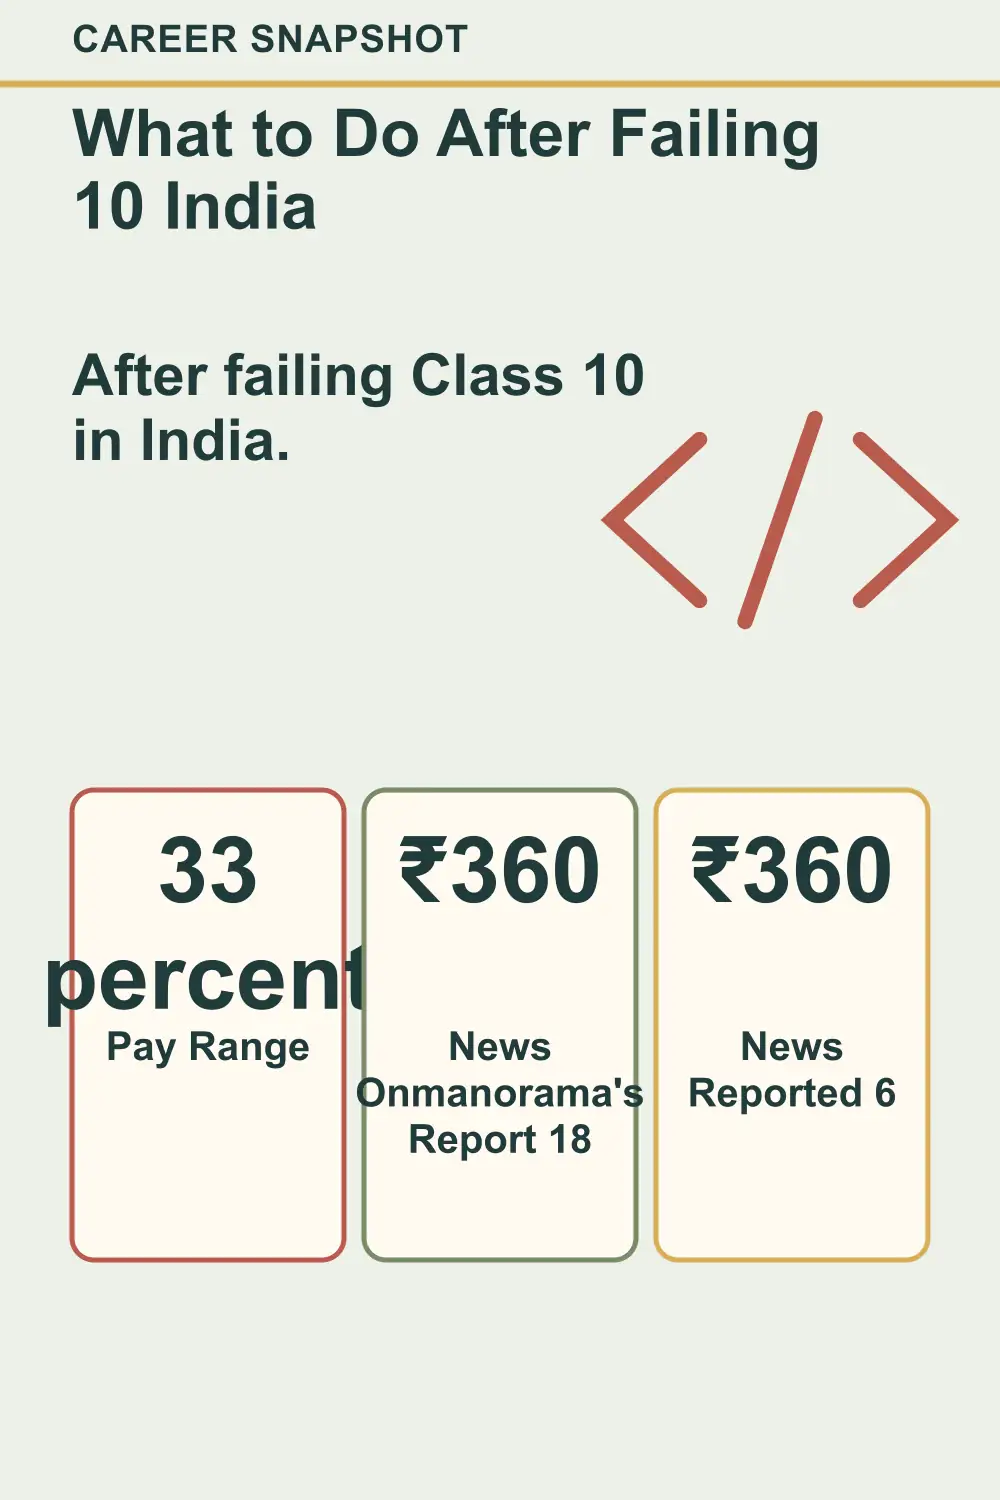 CAREER SNAPSHOT
What to Do After Failing
10 India
After failing Class 10
in India.
33
percent
Pay Range
₹360
News
Onmanorama's
Report 18
₹360
News
Reported 6